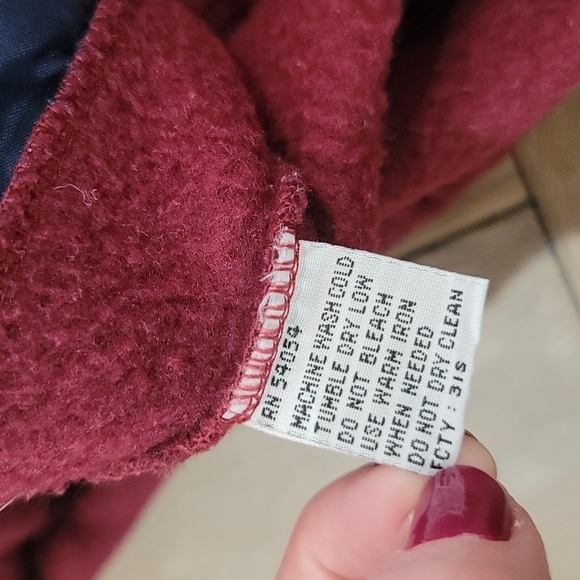 RN 54054
MACHINE WASH COLD
TUMBLE DRY LOW
DO NOT BLEACH
USE WARM IRON
WHEN NEEDED
DO NOT DRY CLEAN
FCTY : 31S